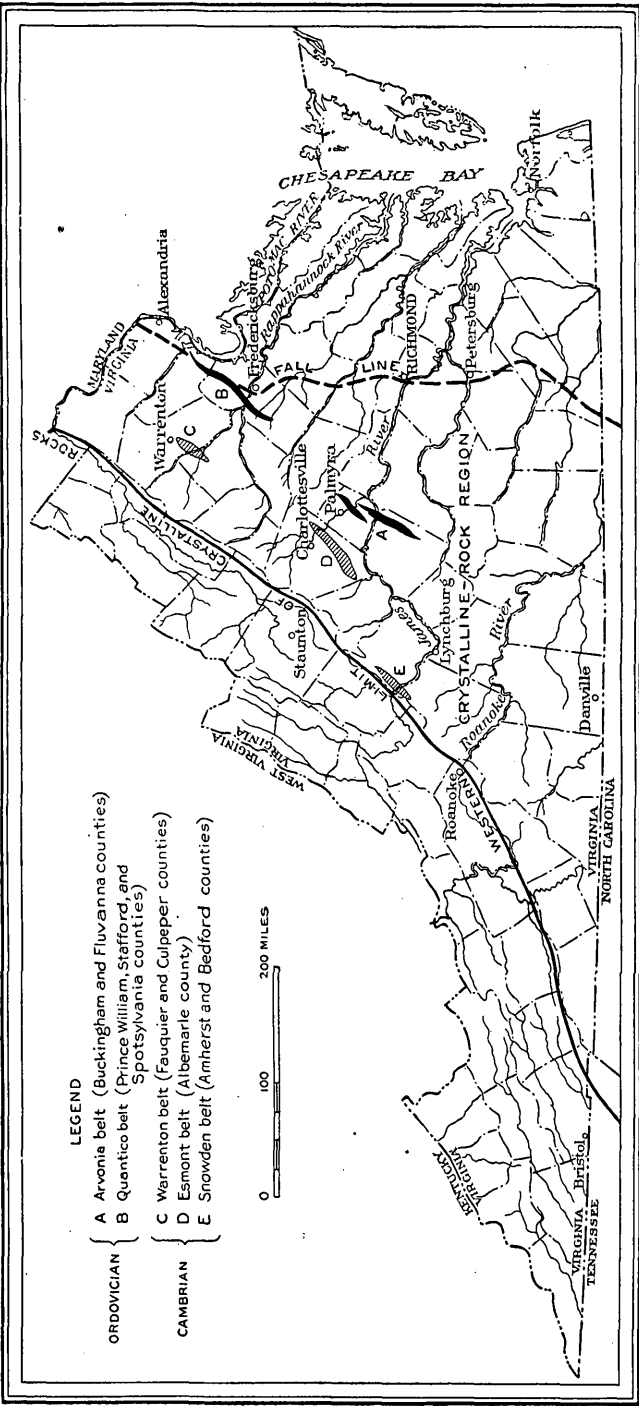 LEGEND
ORDOVICIAN
A Arvonia belt (Buckingham and Fluvanna counties)
B Quantico belt (Prince William, Stafford, and
Spotsylvania counties)
CAMBRIAN
C Warrenton belt (Fauquier and Culpeper counties)
D Esmont belt (Albemarle county)
E Snowden belt (Amherst and Bedford counties)
0 100 200 MILES
MARYLAND
VIRGINIA
Alexandria
ROCKS
CRYSTALLINE
OF
LIMIT
WESTERN
Warrenton
C
B
Fredericksburg
POTOMAC RIVER
Rappahannock River
CHESAPEAKE BAY
FALL LINE
WEST VIRGINIA
VIRGINIA
Staunton
Charlottesville
Palmyra
D
A
E
River
James
RICHMOND
Petersburg
Norfolk
Lynchburg
CRYSTALLINE-ROCK REGION
Roanoke
Roanoke River
Danville
KENTUCKY
VIRGINIA
VIRGINIA
NORTH CAROLINA
Bristol
VIRGINIA
TENNESSEE